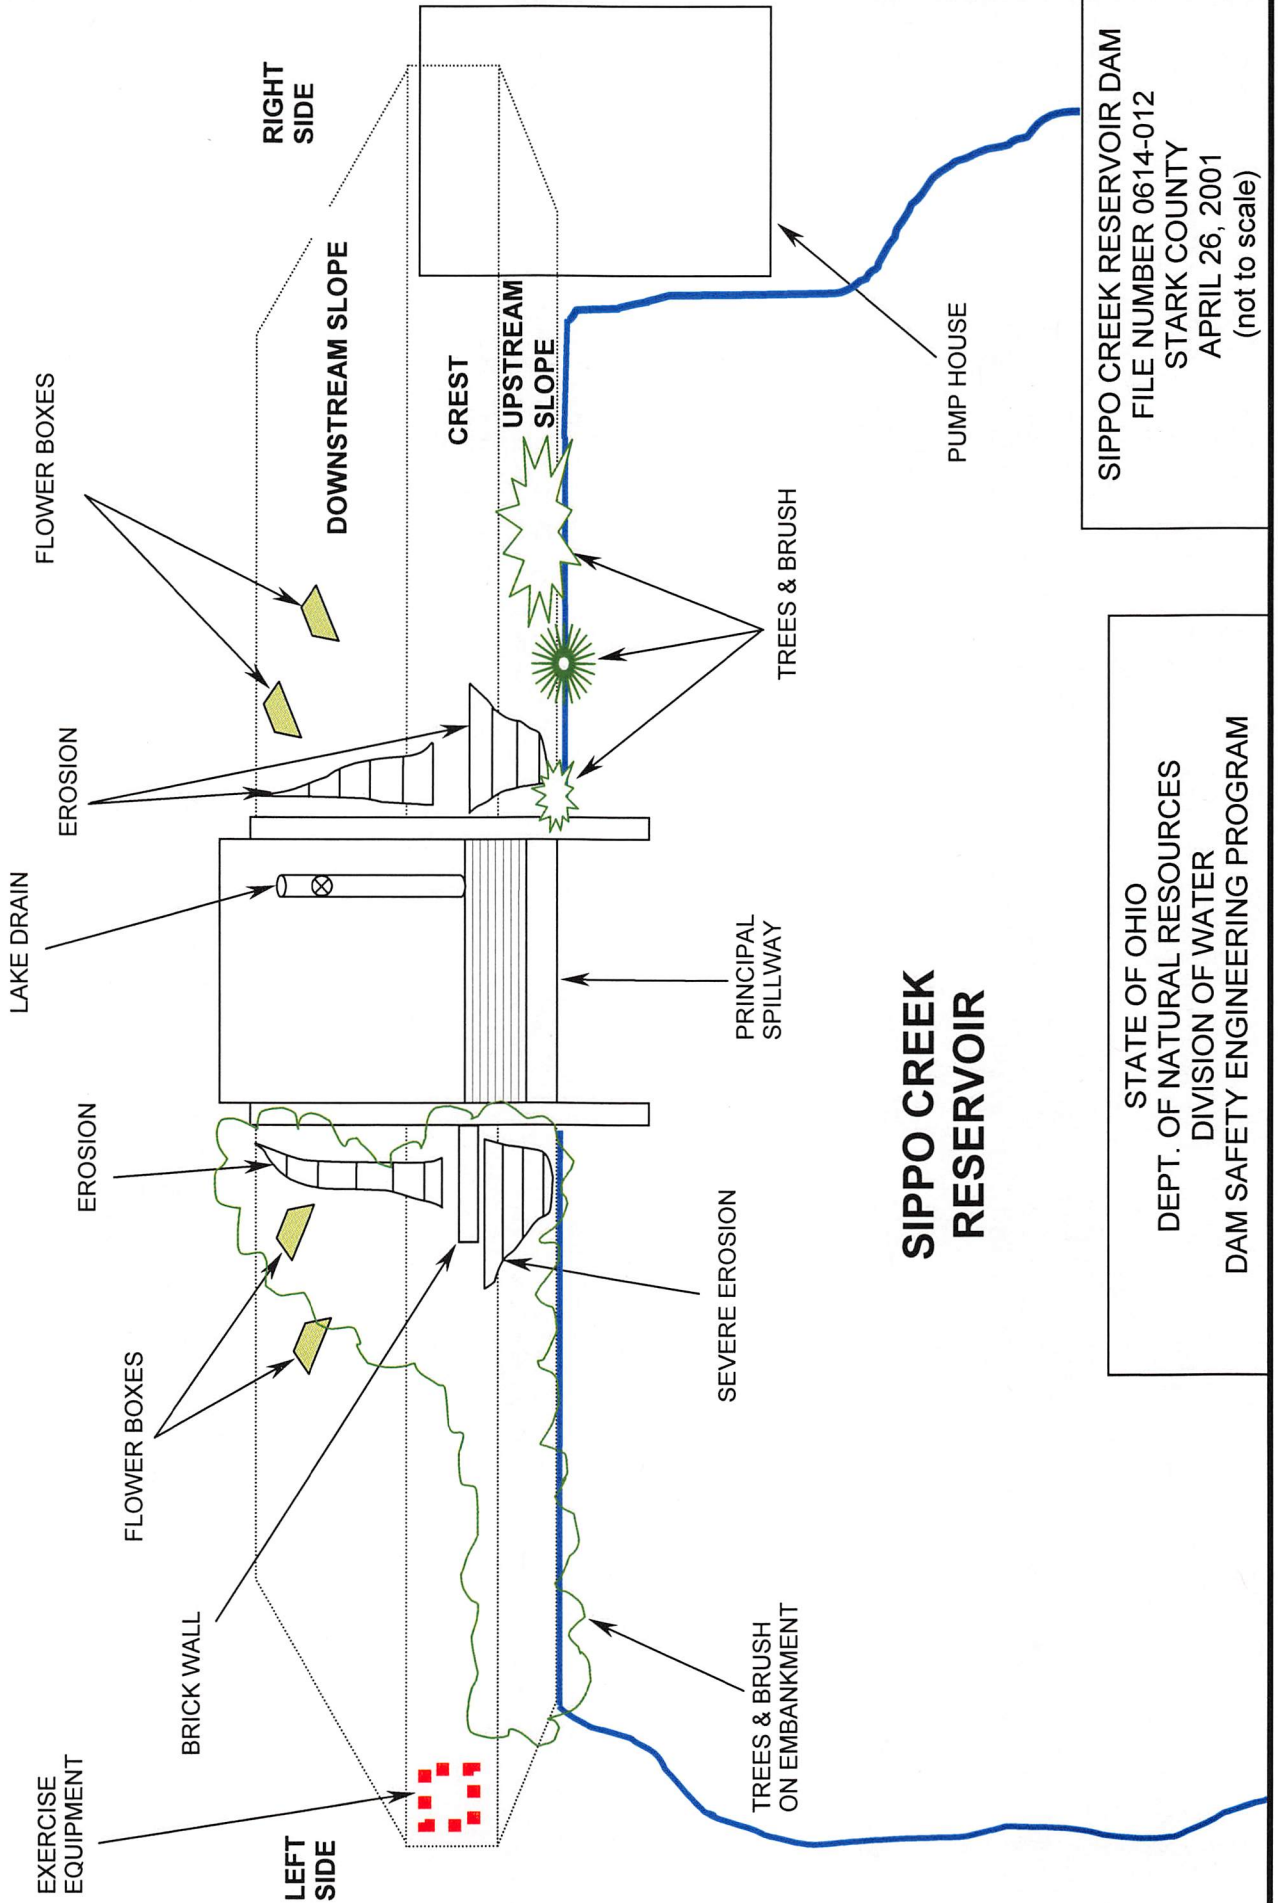 EXERCISE
EQUIPMENT
LEFT
SIDE
BRICK WALL
FLOWER BOXES
EROSION
LAKE DRAIN
EROSION
FLOWER BOXES
RIGHT
SIDE
DOWNSTREAM SLOPE
CREST
UPSTREAM
SLOPE
TREES & BRUSH
ON EMBANKMENT
SEVERE EROSION
PRINCIPAL
SPILLWAY
TREES & BRUSH
PUMP HOUSE
SIPPO CREEK
RESERVOIR
STATE OF OHIO
DEPT. OF NATURAL RESOURCES
DIVISION OF WATER
DAM SAFETY ENGINEERING PROGRAM
SIPPO CREEK RESERVOIR DAM
FILE NUMBER 0614-012
STARK COUNTY
APRIL 26, 2001
(not to scale)